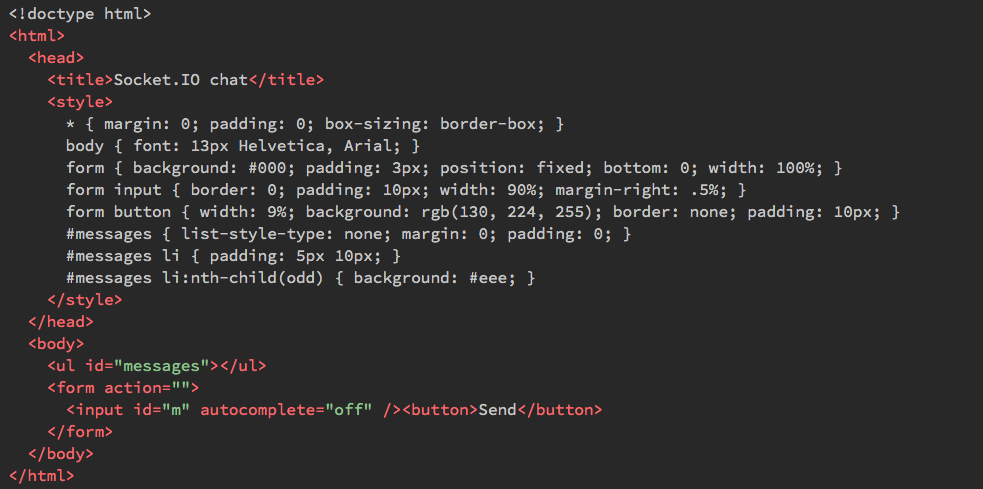 <!doctype html>
<html>
  <head>
    <title>Socket.IO chat</title>
    <style>
      * { margin: 0; padding: 0; box-sizing: border-box; }
      body { font: 13px Helvetica, Arial; }
      form { background: #000; padding: 3px; position: fixed; bottom: 0; width: 100%; }
      form input { border: 0; padding: 10px; width: 90%; margin-right: .5%; }
      form button { width: 9%; background: rgb(130, 224, 255); border: none; padding: 10px; }
      #messages { list-style-type: none; margin: 0; padding: 0; }
      #messages li { padding: 5px 10px; }
      #messages li:nth-child(odd) { background: #eee; }
    </style>
  </head>
  <body>
    <ul id="messages"></ul>
    <form action="">
      <input id="m" autocomplete="off" /><button>Send</button>
    </form>
  </body>
</html>